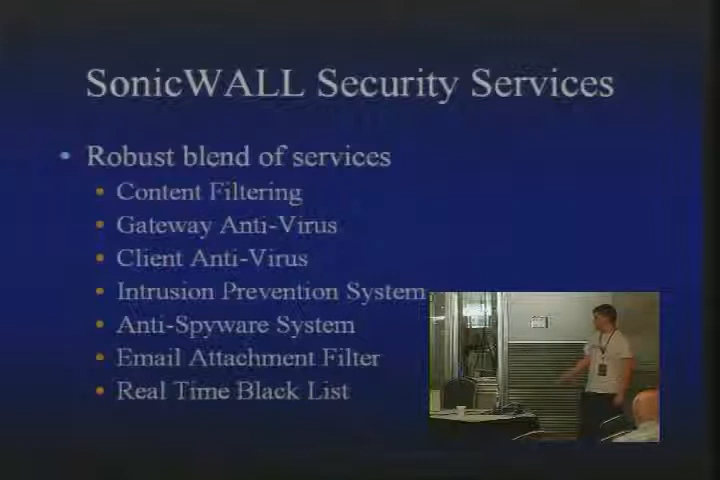 SonicWALL Security Services
• Robust blend of services
• Content Filtering
• Gateway Anti-Virus
• Client Anti-Virus
• Intrusion Prevention System
• Anti-Spyware System
• Email Attachment Filter
• Real Time Black List